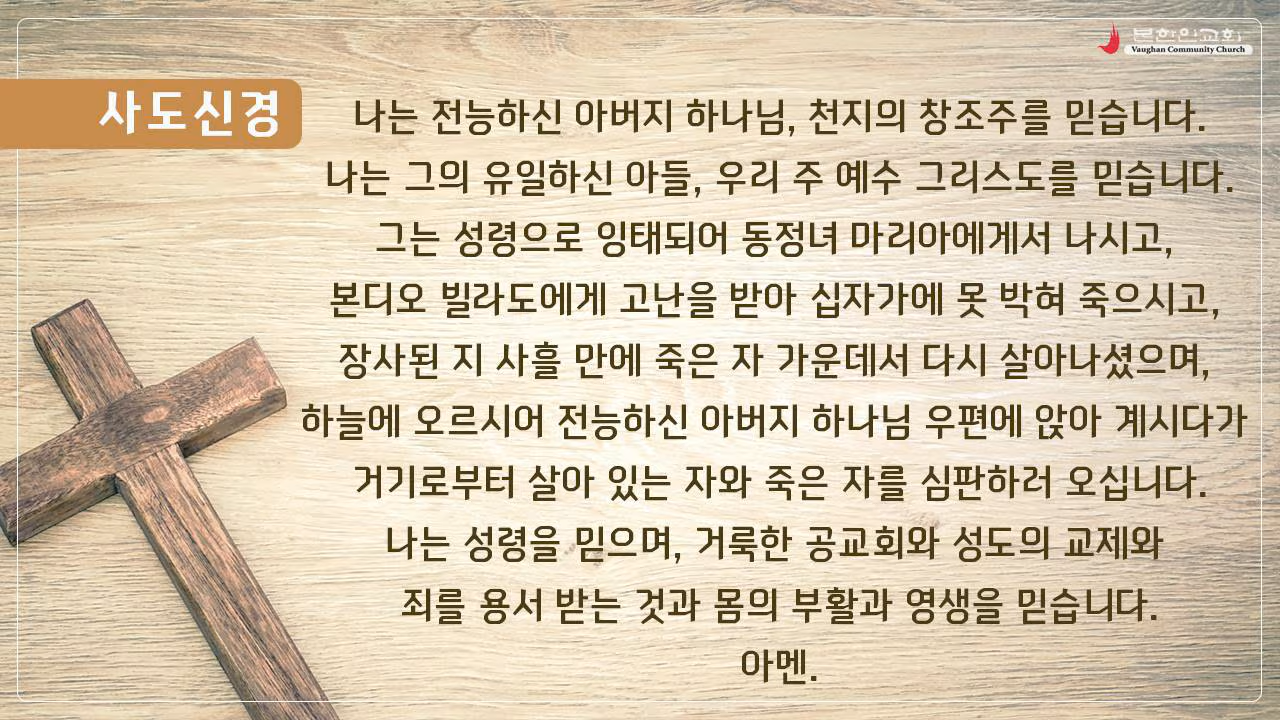 본한인교회
Vaughan Community Church
사도신경
나는 전능하신 아버지 하나님, 천지의 창조주를 믿습니다.
나는 그의 유일하신 아들, 우리 주 예수 그리스도를 믿습니다.
그는 성령으로 잉태되어 동정녀 마리아에게서 나시고,
본디오 빌라도에게 고난을 받아 십자가에 못 박혀 죽으시고,
장사된 지 사흘 만에 죽은 자 가운데서 다시 살아나셨으며,
하늘에 오르시어 전능하신 아버지 하나님 우편에 앉아 계시다가
거기로부터 살아 있는 자와 죽은 자를 심판하러 오십니다.
나는 성령을 믿으며, 거룩한 공교회와 성도의 교제와
죄를 용서 받는 것과 몸의 부활과 영생을 믿습니다.
아멘.